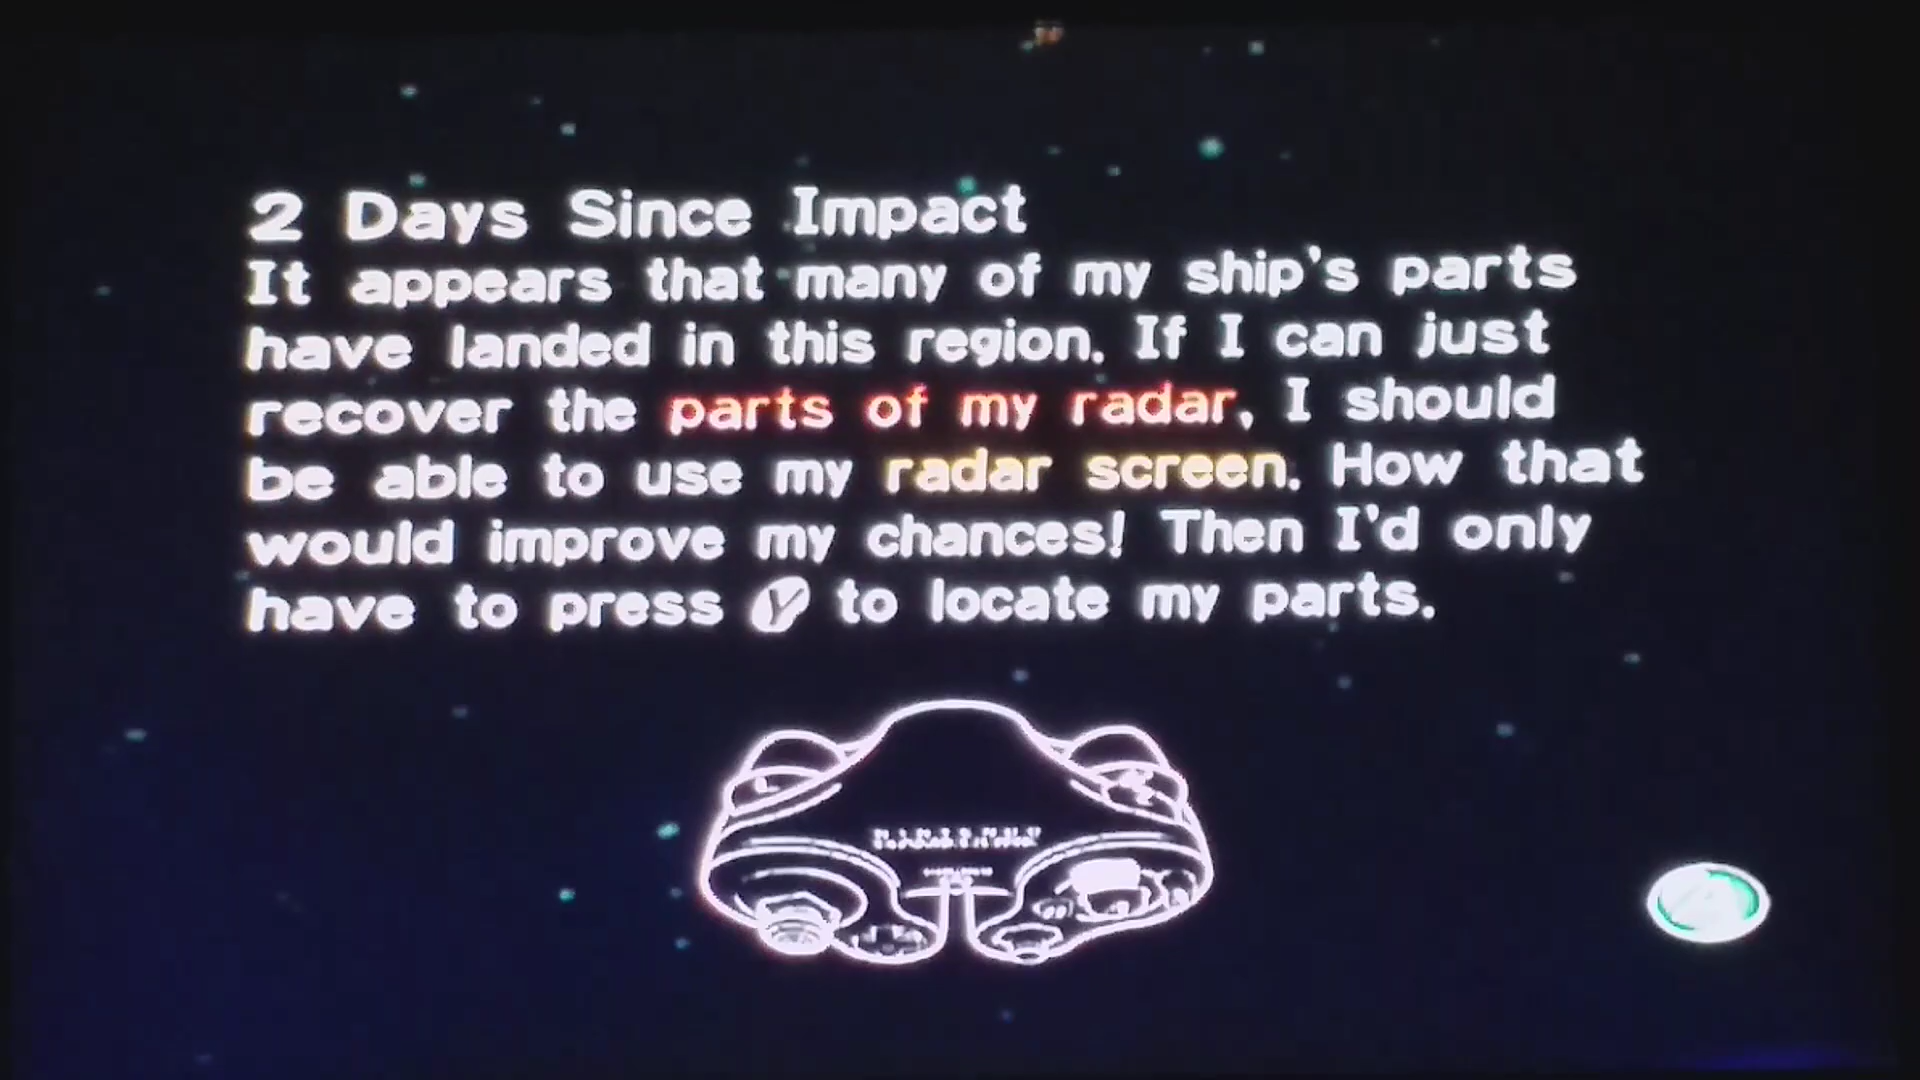 2 Days Since Impact
It appears that many of my ship's parts
have landed in this region. If I can just
recover the parts of my radar, I should
be able to use my radar screen. How that
would improve my chances! Then I'd only
have to press Y to locate my parts.
A